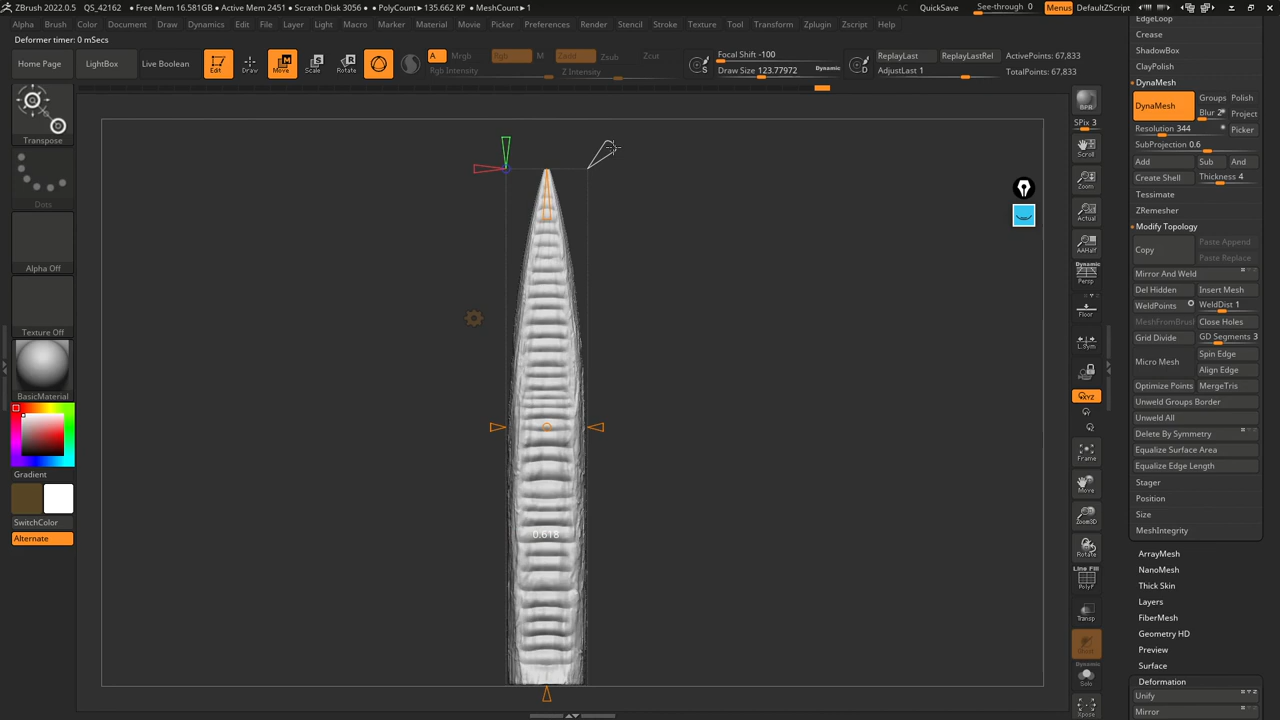 ZBrush 2022.0.5 QS_42162 • Free Mem 16.581GB • Active Mem 2451 • Scratch Disk 3056 • PolyCount▸135.662 KP • MeshCount▸1 AC QuickSave See-through 0 Menus DefaultZScript
Alpha Brush Color Document Draw Dynamics Edit File Layer Light Macro Marker Material Movie Picker Preferences Render Stencil Stroke Texture Tool Transform Zplugin Zscript Help
Deformer timer: 0 mSecs
Home Page LightBox Live Boolean Edit Draw Move Scale Rotate
A Mrgb Rgb M Zadd Zsub Zcut
Rgb Intensity Z Intensity
S Focal Shift -100
Draw Size 123.77972 Dynamic
D ReplayLast ReplayLastRel
AdjustLast 1
ActivePoints: 67,833
TotalPoints: 67,833
Transpose
Dots
Alpha Off
Texture Off
BasicMaterial
Gradient
SwitchColor
Alternate
0.618
BPR
SPix 3
Scroll
Zoom
Actual
AAHalf
Dynamic
Persp
Floor
L.Sym
XYZ
Frame
Move
Zoom3D
Rotate
Line Fill
PolyF
Transp
Ghost
Dynamic
Solo
Xpose
EdgeLoop
Crease
ShadowBox
ClayPolish
DynaMesh
DynaMesh Groups Polish
Blur 2 Project
Resolution 344 Picker
SubProjection 0.6
Add Sub And
Create Shell Thickness 4
Tessimate
ZRemesher
Modify Topology
Copy Paste Append
Paste Replace
Mirror And Weld
Del Hidden Insert Mesh
WeldPoints WeldDist 1
MeshFromBrush Close Holes
Grid Divide GD Segments 3
Micro Mesh Spin Edge
Align Edge
Optimize Points MergeTris
Unweld Groups Border
Unweld All
Delete By Symmetry
Equalize Surface Area
Equalize Edge Length
Stager
Position
Size
MeshIntegrity
ArrayMesh
NanoMesh
Thick Skin
Layers
FiberMesh
Geometry HD
Preview
Surface
Deformation
Unify
Mirror